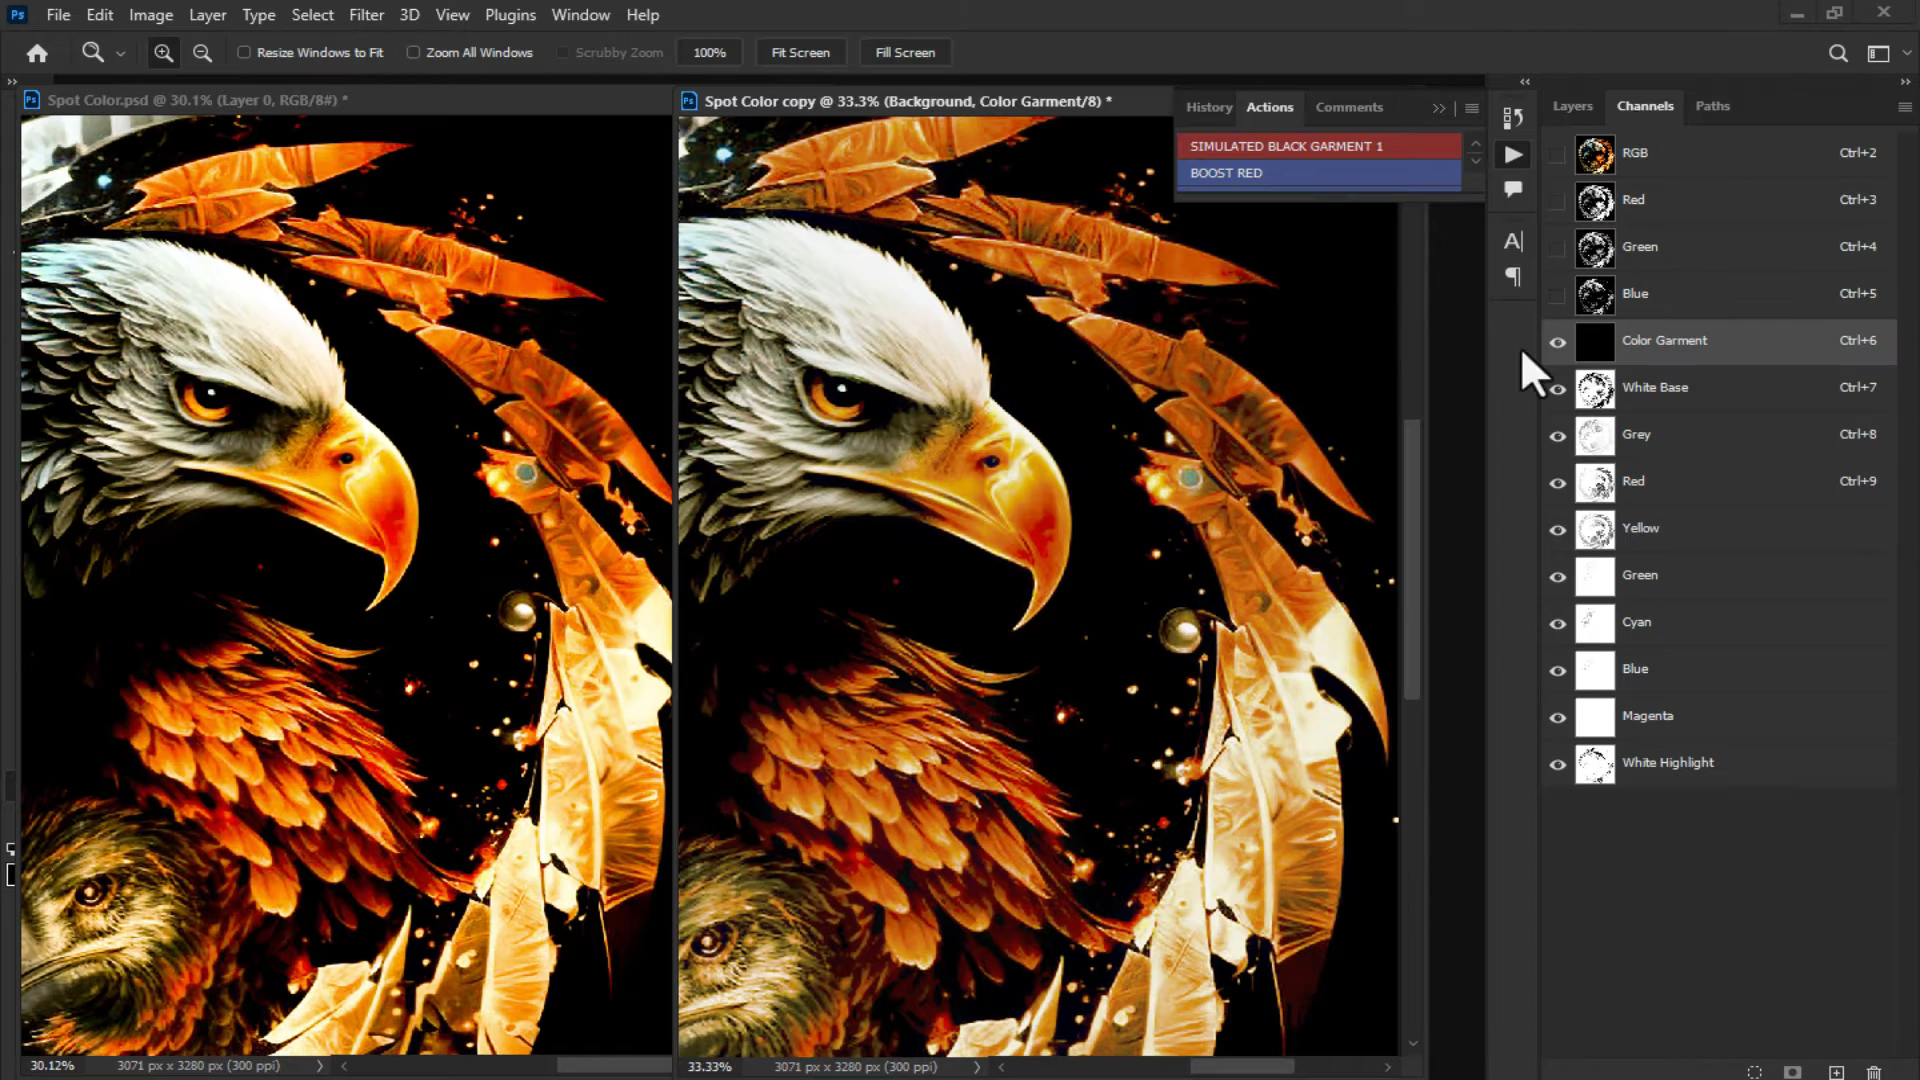 Ps File Edit Image Layer Type Select Filter 3D View Plugins Window Help
Resize Windows to Fit Zoom All Windows Scrubby Zoom 100% Fit Screen Fill Screen
Ps Spot Color.psd @ 30.1% (Layer 0, RGB/8#) *
Ps Spot Color copy @ 33.3% (Background, Color Garment/8) *
History Actions Comments
SIMULATED BLACK GARMENT 1
BOOST RED
Layers Channels Paths
RGB Ctrl+2
Red Ctrl+3
Green Ctrl+4
Blue Ctrl+5
Color Garment Ctrl+6
White Base Ctrl+7
Grey Ctrl+8
Red Ctrl+9
Yellow
Green
Cyan
Blue
Magenta
White Highlight
30.12% 3071 px x 3280 px (300 ppi)
33.33% 3071 px x 3280 px (300 ppi)